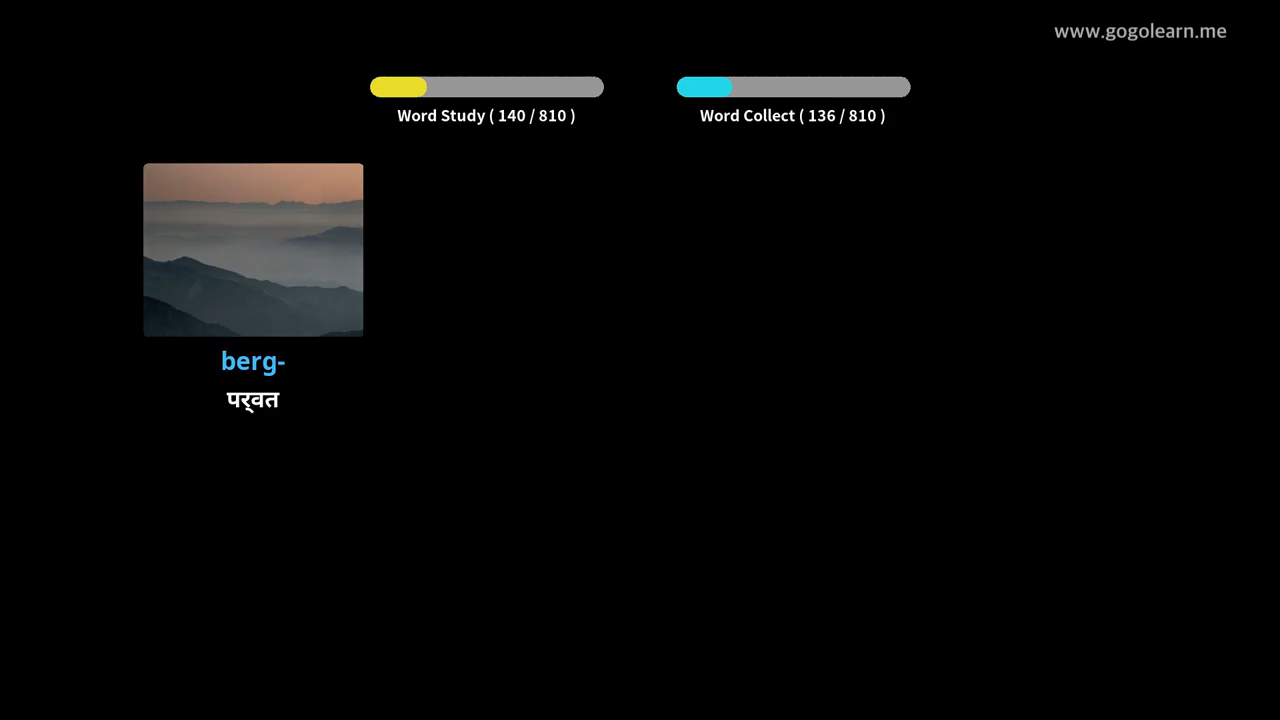 www.gogolearn.me
Word Study ( 140 / 810 )
Word Collect ( 136 / 810 )
berg-
पर्‌वत